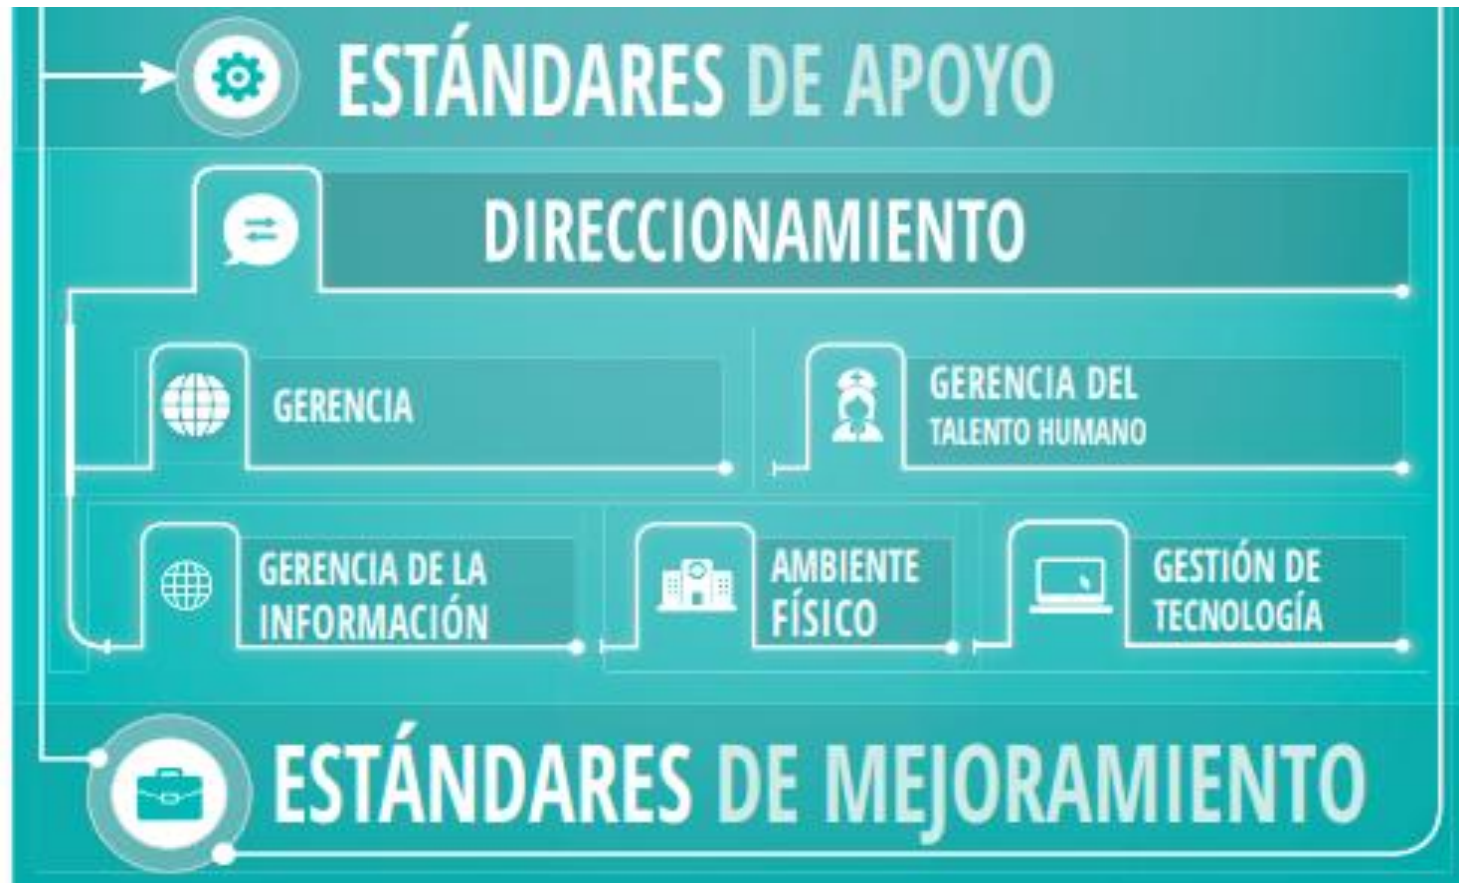 ESTÁNDARES DE APOYO
DIRECCIONAMIENTO
GERENCIA
GERENCIA DEL
TALENTO HUMANO
GERENCIA DE LA
INFORMACIÓN
AMBIENTE
FÍSICO
GESTIÓN DE
TECNOLOGÍA
ESTÁNDARES DE MEJORAMIENTO